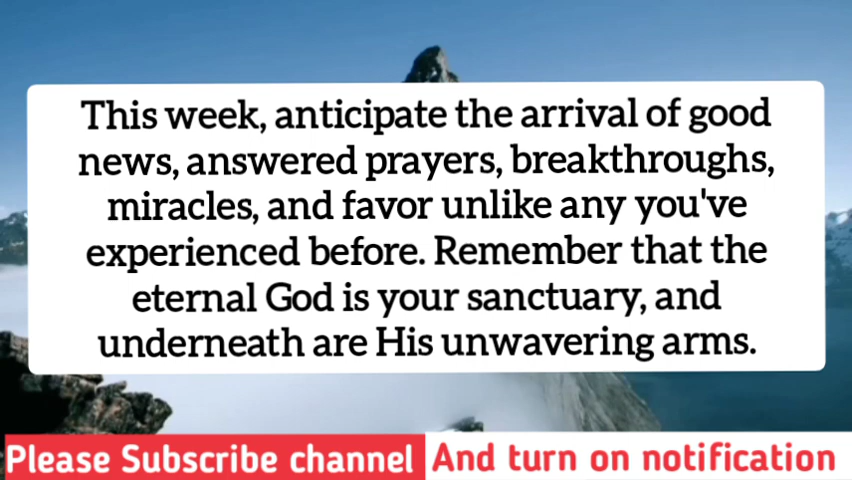 This week, anticipate the arrival of good
news, answered prayers, breakthroughs,
miracles, and favor unlike any you've
experienced before. Remember that the
eternal God is your sanctuary, and
underneath are His unwavering arms.
Please Subscribe channel And turn on notification